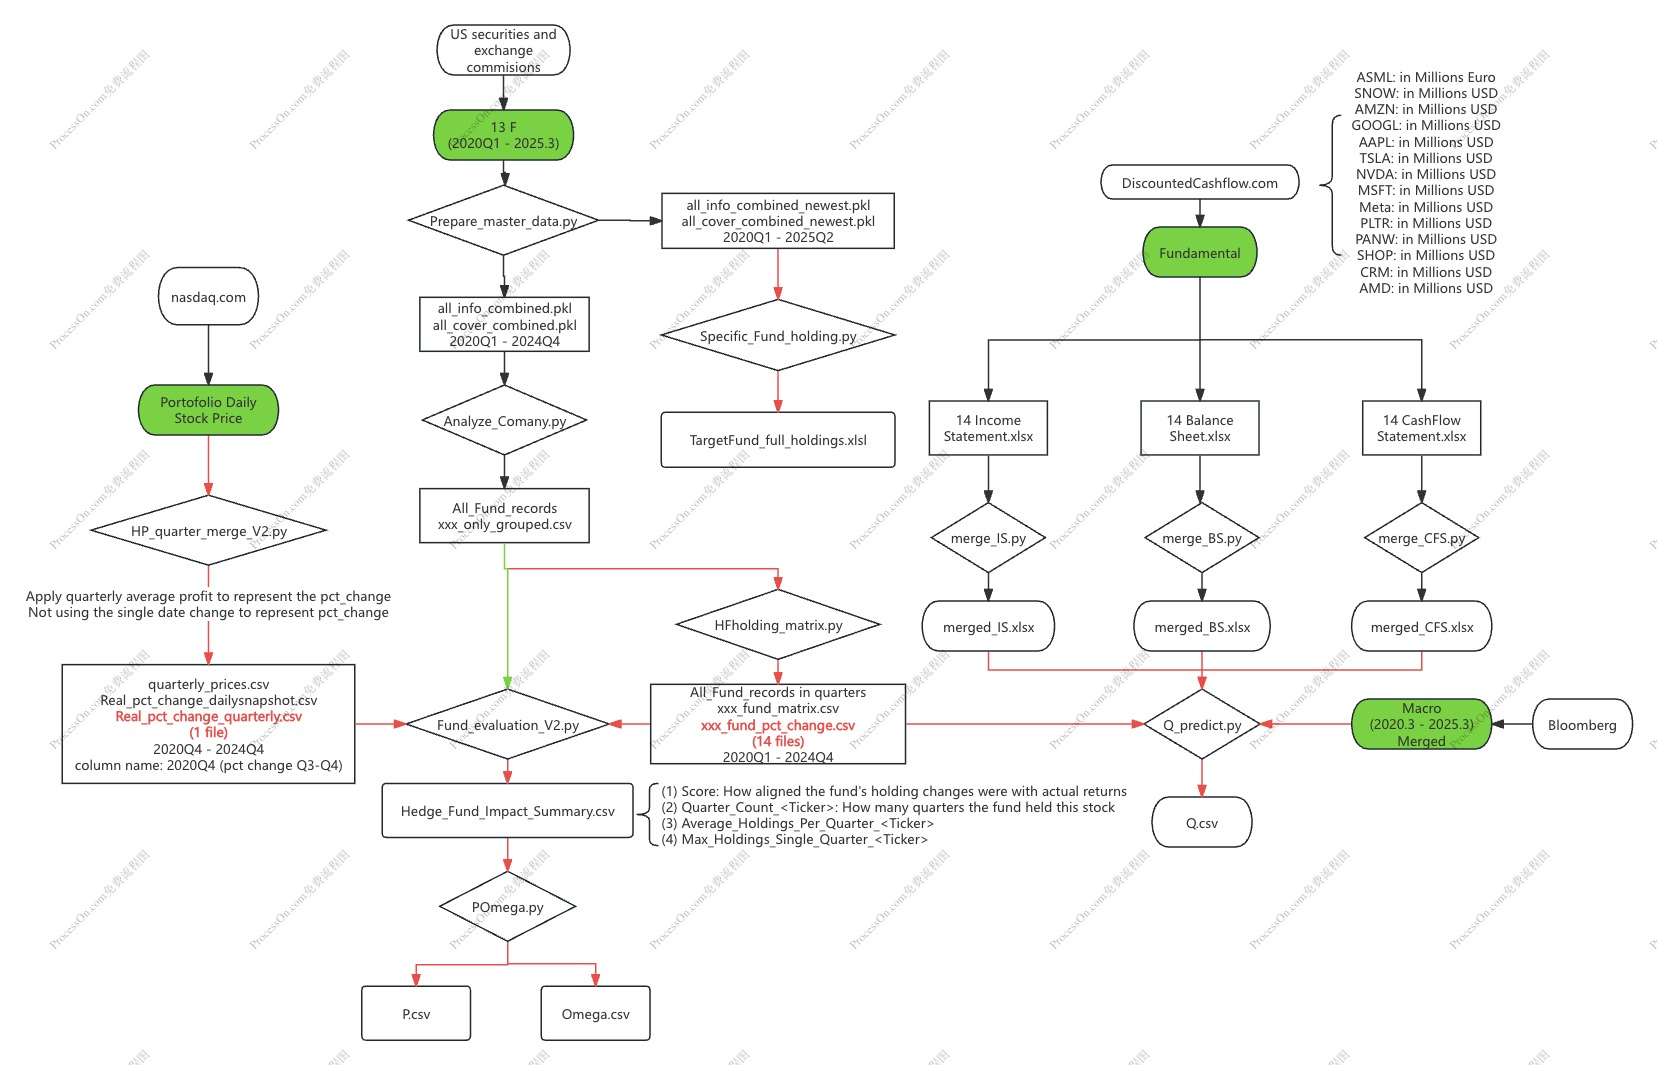 US securities and
exchange
commisions
13 F
(2020Q1 - 2025.3)
Prepare_master_data.py
all_info_combined_newest.pkl
all_cover_combined_newest.pkl
2020Q1 - 2025Q2
all_info_combined.pkl
all_cover_combined.pkl
2020Q1 - 2024Q4
Specific_Fund_holding.py
Analyze_Comany.py
TargetFund_full_holdings.xlsl
All_Fund_records
xxx_only_grouped.csv
nasdaq.com
Portofolio Daily
Stock Price
HP_quarter_merge_V2.py
Apply quarterly average profit to represent the pct_change
Not using the single date change to represent pct_change
quarterly_prices.csv
Real_pct_change_dailysnapshot.csv
Real_pct_change_quarterly.csv
(1 file)
2020Q4 - 2024Q4
column name: 2020Q4 (pct change Q3-Q4)
HFholding_matrix.py
All_Fund_records in quarters
xxx_fund_matrix.csv
xxx_fund_pct_change.csv
(14 files)
2020Q1 - 2024Q4
Fund_evaluation_V2.py
Hedge_Fund_Impact_Summary.csv
(1) Score: How aligned the fund's holding changes were with actual returns
(2) Quarter_Count_<Ticker>: How many quarters the fund held this stock
(3) Average_Holdings_Per_Quarter_<Ticker>
(4) Max_Holdings_Single_Quarter_<Ticker>
POmega.py
P.csv
Omega.csv
DiscountedCashflow.com
Fundamental
ASML: in Millions Euro
SNOW: in Millions USD
AMZN: in Millions USD
GOOGL: in Millions USD
AAPL: in Millions USD
TSLA: in Millions USD
NVDA: in Millions USD
MSFT: in Millions USD
Meta: in Millions USD
PLTR: in Millions USD
PANW: in Millions USD
SHOP: in Millions USD
CRM: in Millions USD
AMD: in Millions USD
14 Income
Statement.xlsx
14 Balance
Sheet.xlsx
14 CashFlow
Statement.xlsx
merge_IS.py
merge_BS.py
merge_CFS.py
merged_IS.xlsx
merged_BS.xlsx
merged_CFS.xlsx
Q_predict.py
Macro
(2020.3 - 2025.3)
Merged
Bloomberg
Q.csv
ProcessOn.com免费流程图